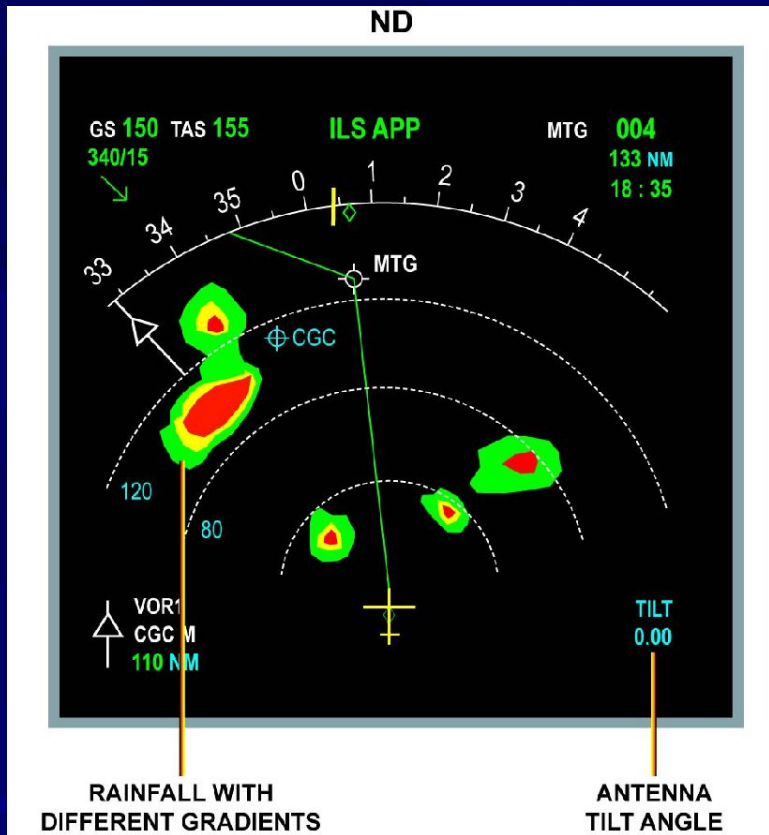 ND
GS 150 TAS 155
340/15
ILS APP
MTG 004
133 NM
18 : 35
33
34
35
0
1
2
3
4
MTG
CGC
120
80
VOR1
CGC M
110 NM
TILT
0.00
RAINFALL WITH
DIFFERENT GRADIENTS
ANTENNA
TILT ANGLE